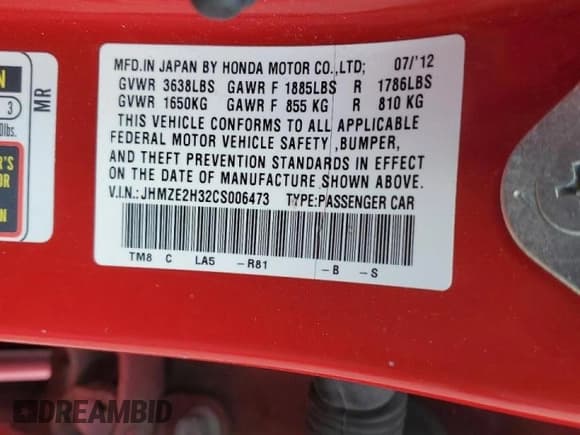 MFD.IN JAPAN BY HONDA MOTOR CO.,LTD; 07/'12
GVWR 3638LBS GAWR F 1885LBS R 1786LBS
GVWR 1650KG GAWR F 855 KG R 810 KG
THIS VEHICLE CONFORMS TO ALL APPLICABLE
FEDERAL MOTOR VEHICLE SAFETY ,BUMPER,
AND THEFT PREVENTION STANDARDS IN EFFECT
ON THE DATE OF MANUFACTURE SHOWN ABOVE.
V.I.N.:JHMZE2H32CS006473 TYPE:PASSENGER CAR
TM8 C LA5 -R81 -B -S
3
MR
DREAMBID